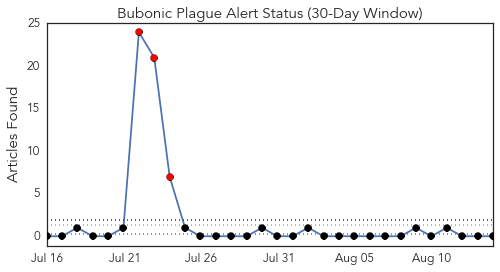 Bubonic Plague Alert Status (30-Day Window)
Articles Found
25
20
15
10
5
0
Jul 16
Jul 21
Jul 26
Jul 31
Aug 05
Aug 10